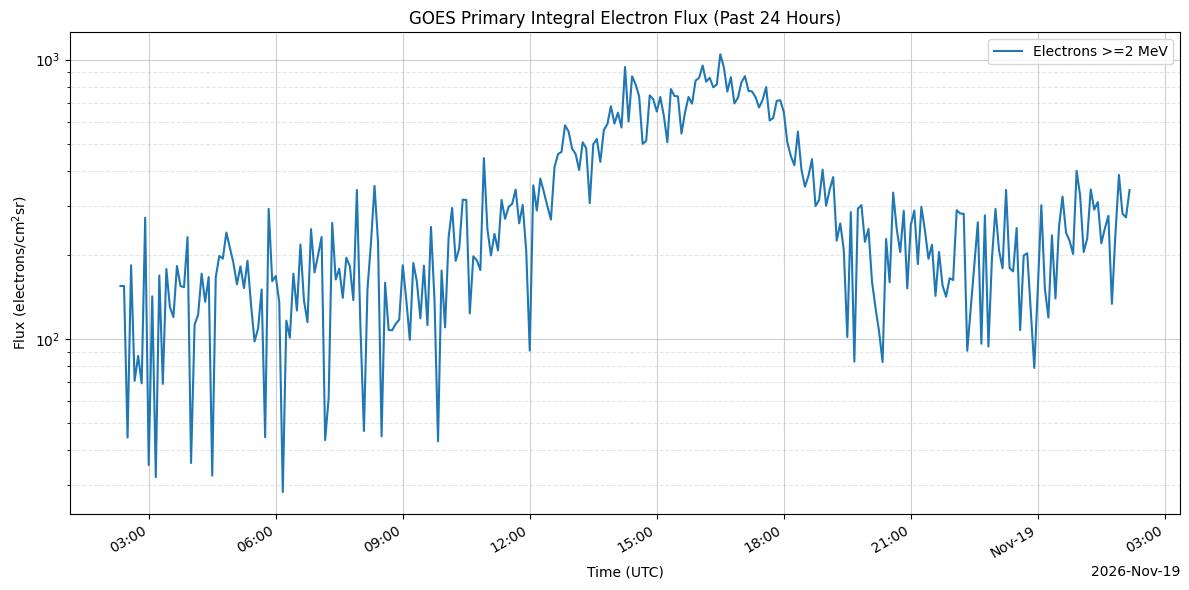 GOES Primary Integral Electron Flux (Past 24 Hours)
Electrons >=2 MeV
10³
10²
Flux (electrons/cm²sr)
03:00
06:00
09:00
12:00
15:00
18:00
21:00
Nov-19
03:00
Time (UTC)
2026-Nov-19